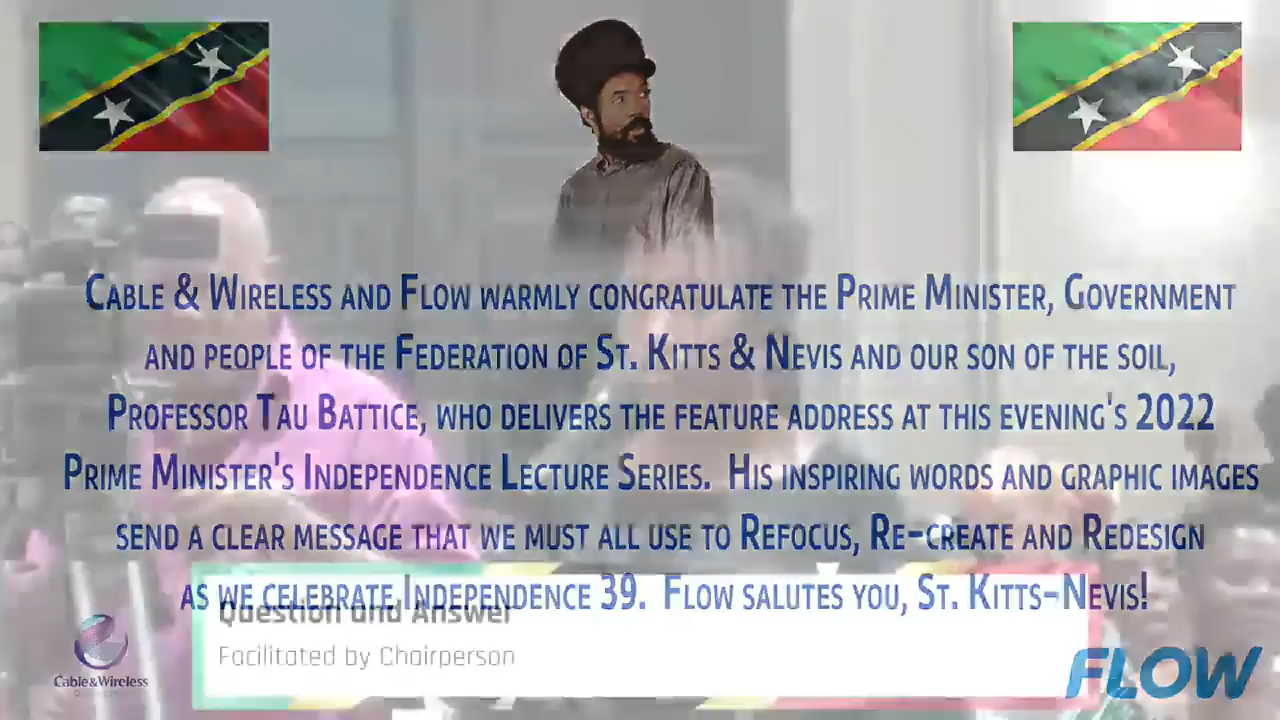 Cable & Wireless and Flow warmly congratulate the Prime Minister, Government
and people of the Federation of St. Kitts & Nevis and our son of the soil,
Professor Tau Battice, who delivers the feature address at this evening's 2022
Prime Minister's Independence Lecture Series. His inspiring words and graphic images
send a clear message that we must all use to Refocus, Re-create and Redesign
as we celebrate Independence 39. Flow salutes you, St. Kitts-Nevis!
Question and Answer
Facilitated by Chairperson
Cable&Wireless
FLOW